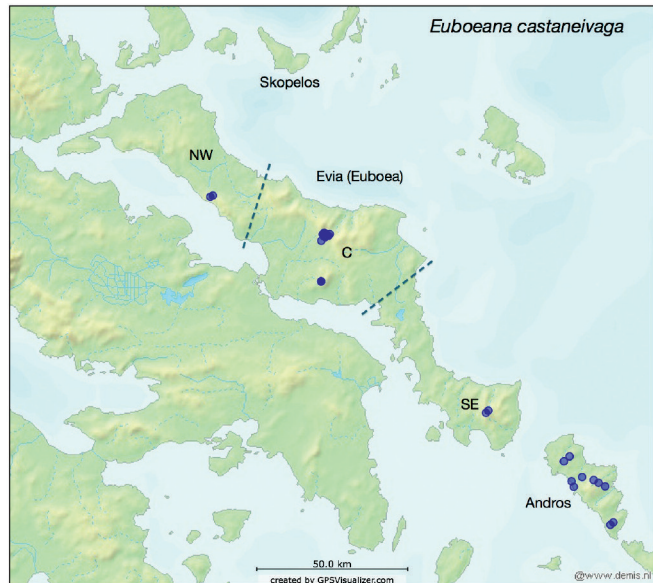 Euboeana castaneivaga
Skopelos
NW
Evia (Euboea)
C
SE
Andros
50.0 km
created by GPSVisualizer.com
@www.demis.nl